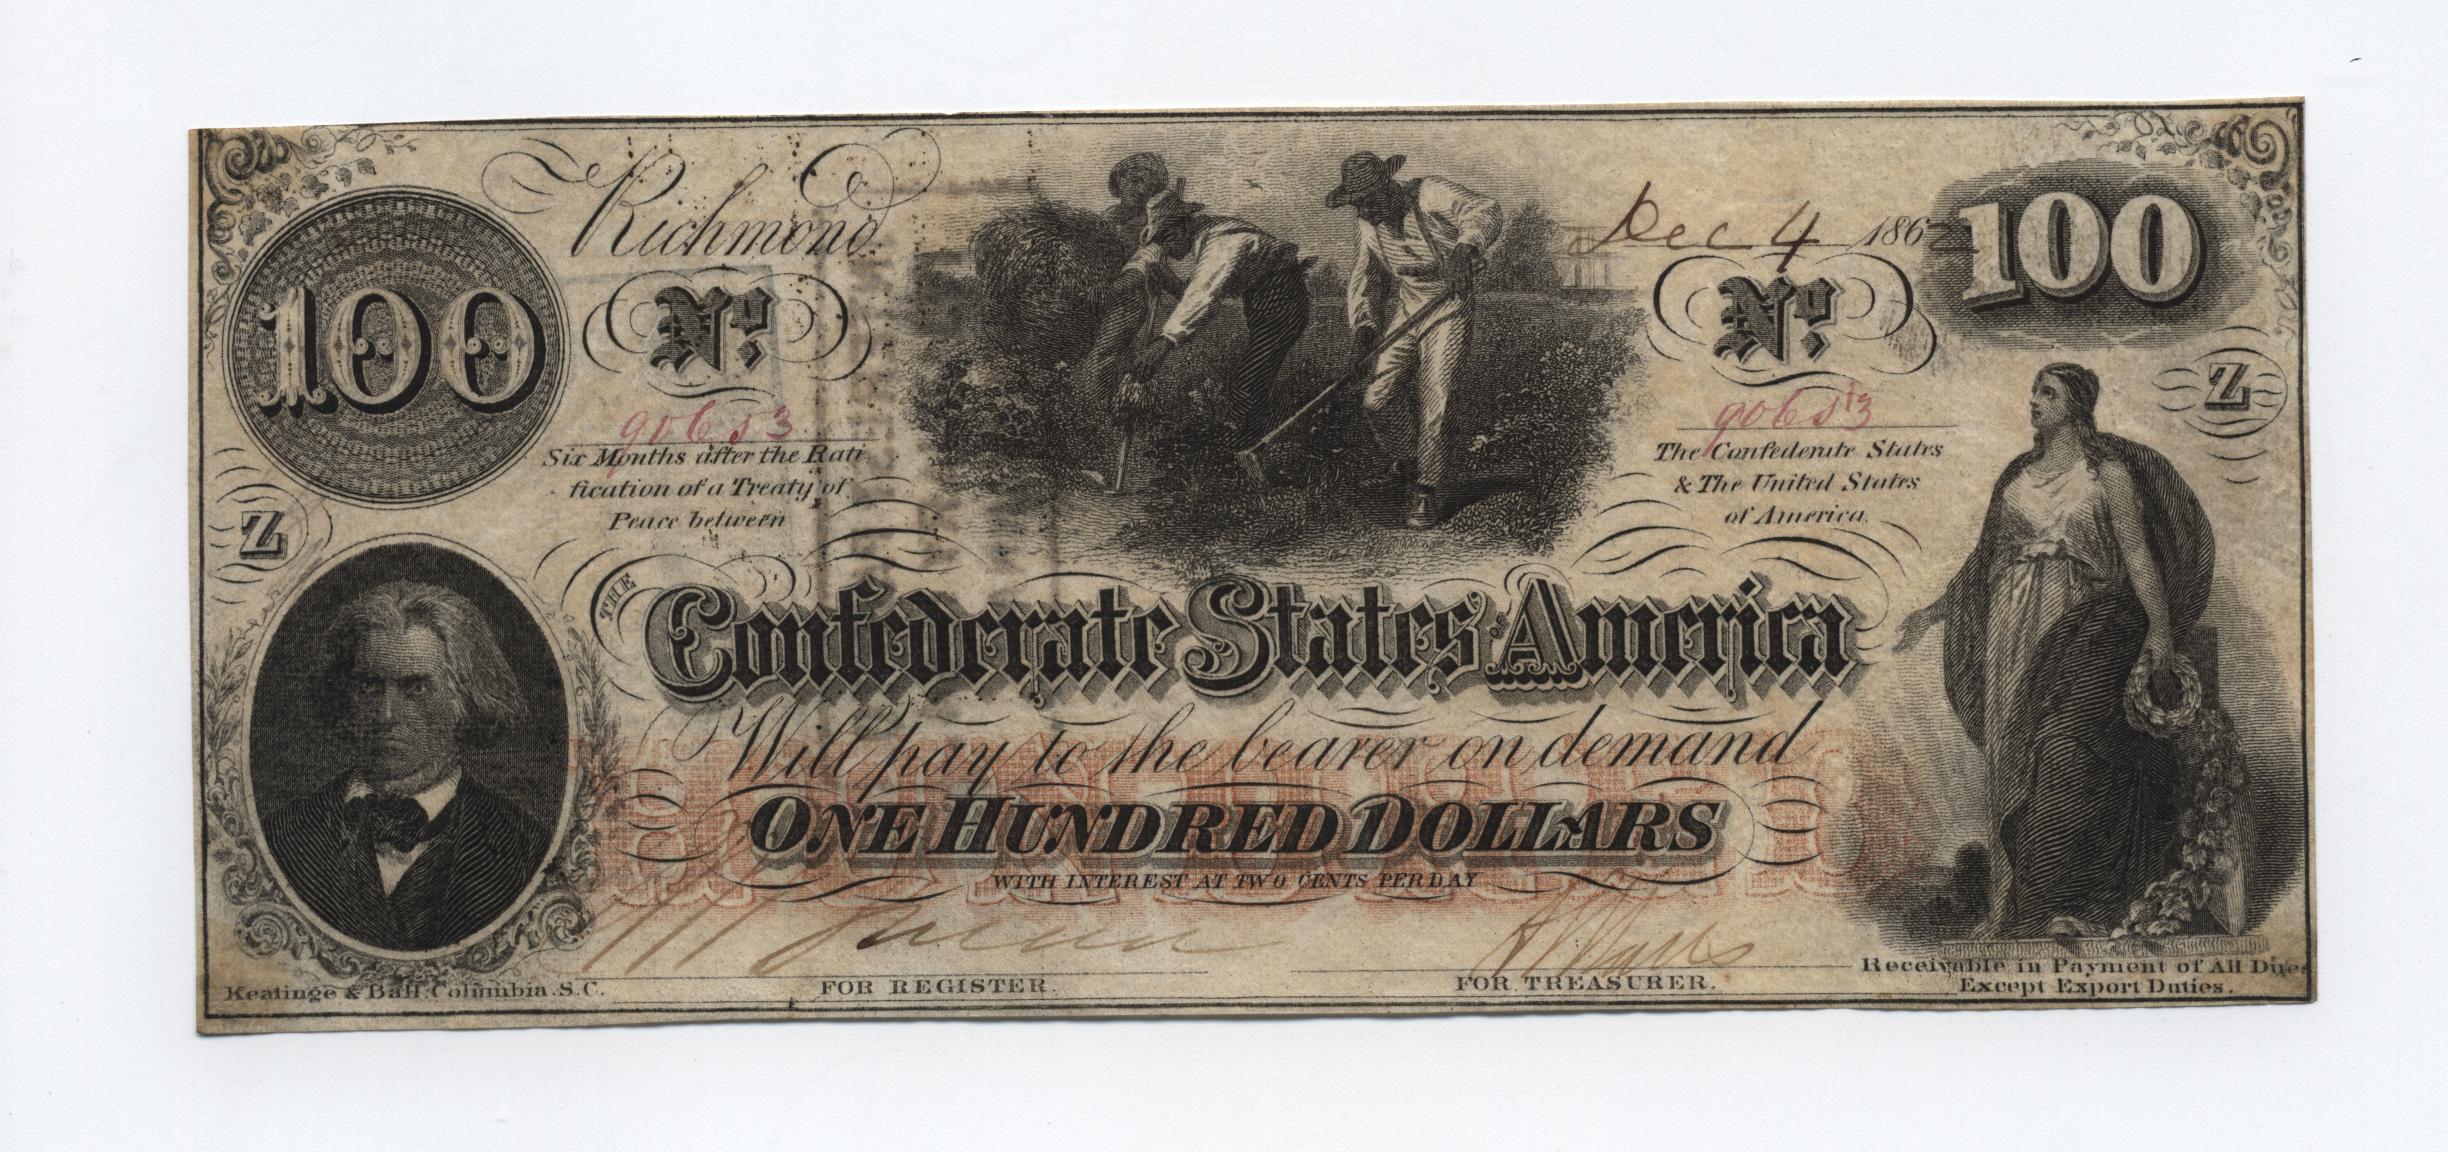 Richmond
Dec 4 1862
100
100
No.
No.
90653
90653
Six Months after the Rati
fication of a Treaty of
Peace between
The Confederate States
& The United States
of America.
Z
Z
THE
Confederate States of America
Will pay to the bearer on demand
HUNDRED
ONE HUNDRED DOLLARS
WITH INTEREST AT TWO CENTS PER DAY
FOR REGISTER.
FOR TREASURER.
Keatinge & Ball, Columbia, S.C.
Receivable in Payment of All Dues
Except Export Duties.